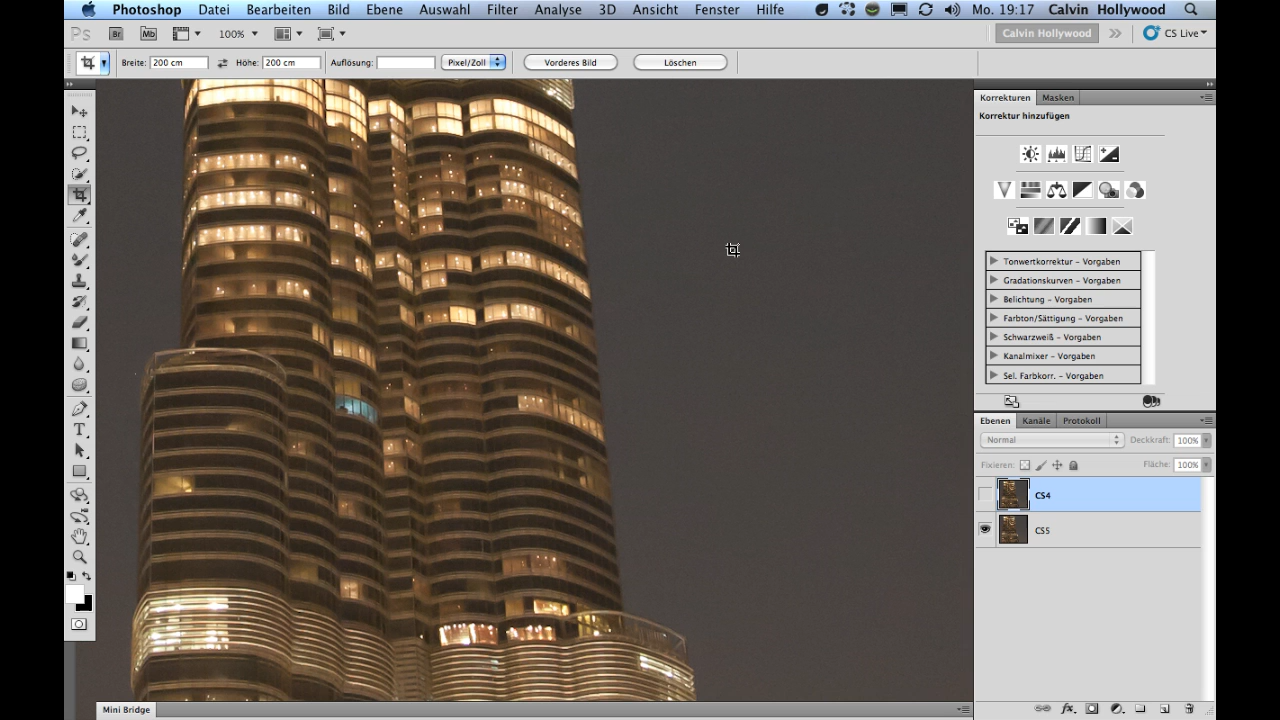 Photoshop Datei Bearbeiten Bild Ebene Auswahl Filter Analyse 3D Ansicht Fenster Hilfe Mo. 19:17 Calvin Hollywood
Ps Br Mb 100% Calvin Hollywood CS Live
Breite: 200 cm Höhe: 200 cm Auflösung: Pixel/Zoll Vorderes Bild Löschen
Korrekturen Masken
Korrektur hinzufügen
Tonwertkorrektur - Vorgaben
Gradationskurven - Vorgaben
Belichtung - Vorgaben
Farbton/Sättigung - Vorgaben
Schwarzweiß - Vorgaben
Kanalmixer - Vorgaben
Sel. Farbkorr. - Vorgaben
Ebenen Kanäle Protokoll
Normal Deckkraft: 100%
Fixieren: Fläche: 100%
CS4
CS5
Mini Bridge